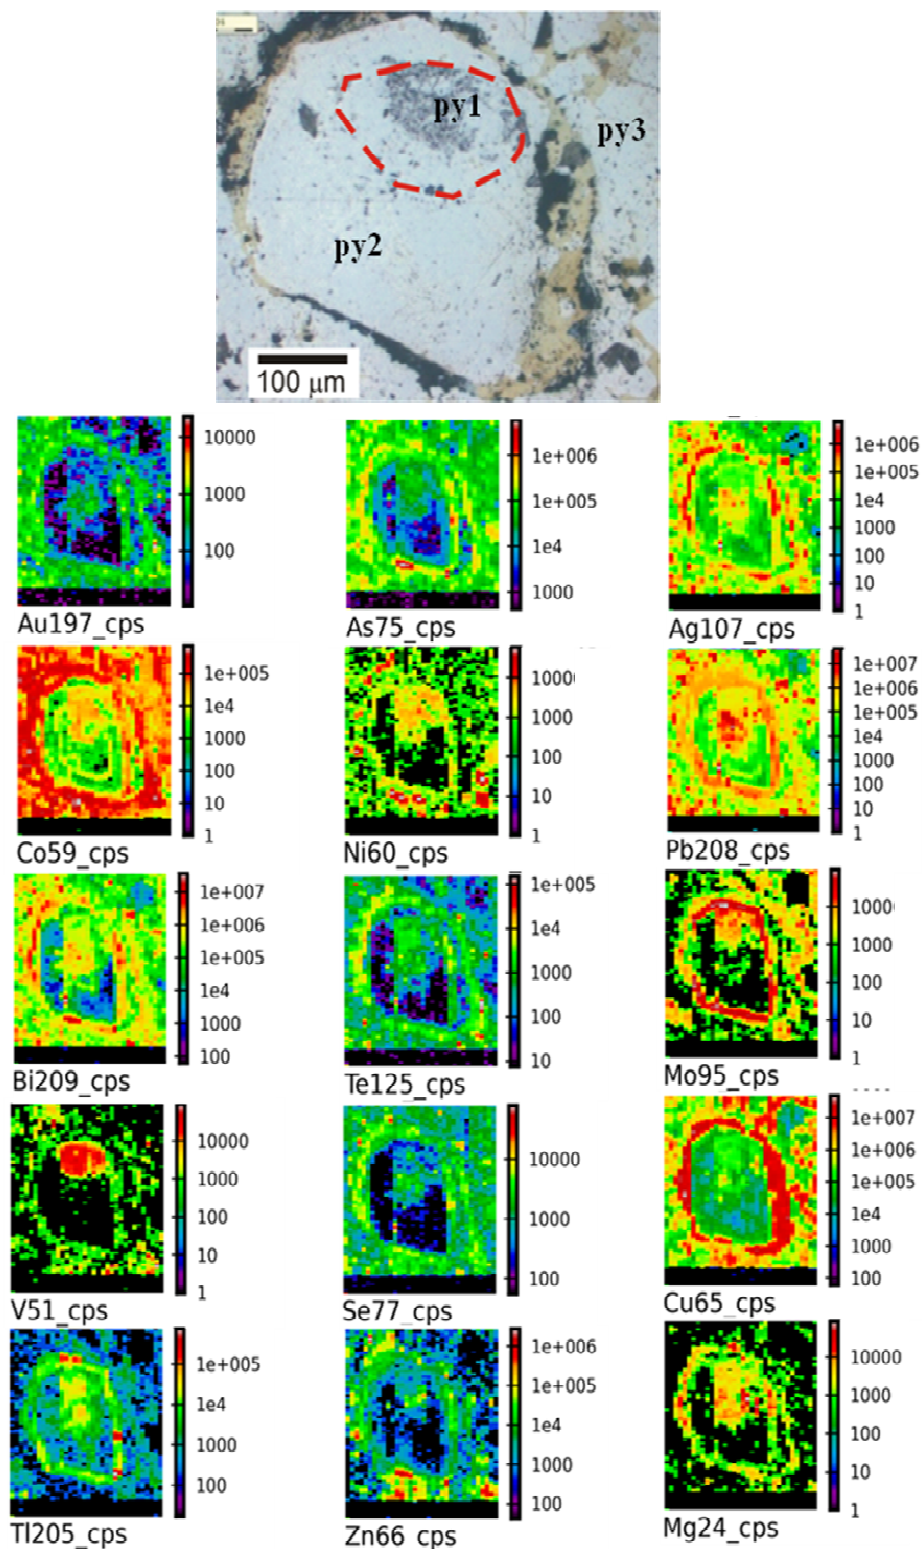 py1
py3
py2
100 μm
10000
1000
100
Au197_cps
1e+006
1e+005
1e4
1000
As75_cps
1e+006
1e+005
1e4
1000
100
10
1
Ag107_cps
1e+005
1e4
1000
100
10
1
Co59_cps
1000
1000
100
10
1
Ni60_cps
1e+07
1e+006
1e+005
1e4
1000
100
10
1
Pb208_cps
1e+007
1e+006
1e+005
1e4
1000
100
Bi209_cps
1e+005
1e4
1000
100
10
Te125_cps
1000
1000
100
10
1
Mo95_cps
10000
1000
100
10
1
V51_cps
10000
1000
100
Se77_cps
1e+007
1e+006
1e+005
1e4
1000
100
Cu65_cps
1e+005
1e4
1000
100
Tl205_cps
1e+006
1e+005
1e4
1000
100
Zn66_cps
10000
1000
100
10
1
Mg24_cps